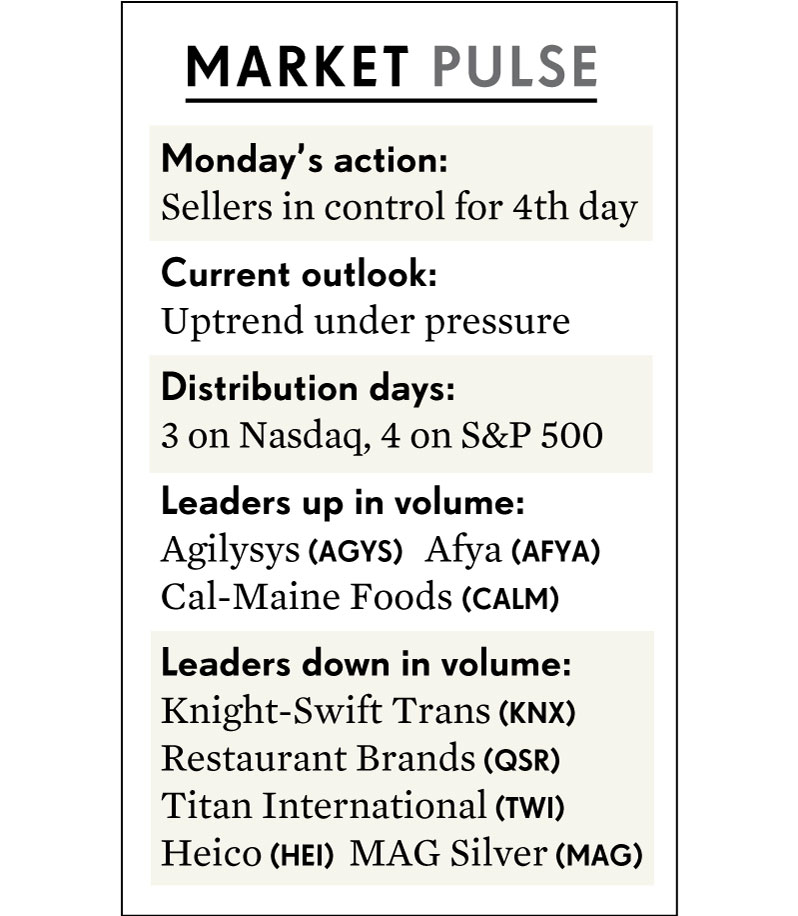 MARKET PULSE
Monday's action:
Sellers in control for 4th day
Current outlook:
Uptrend under pressure
Distribution days:
3 on Nasdaq, 4 on S&P 500
Leaders up in volume:
Agilysys (AGYS) Afya (AFYA)
Cal-Maine Foods (CALM)
Leaders down in volume:
Knight-Swift Trans (KNX)
Restaurant Brands (QSR)
Titan International (TWI)
Heico (HEI) MAG Silver (MAG)